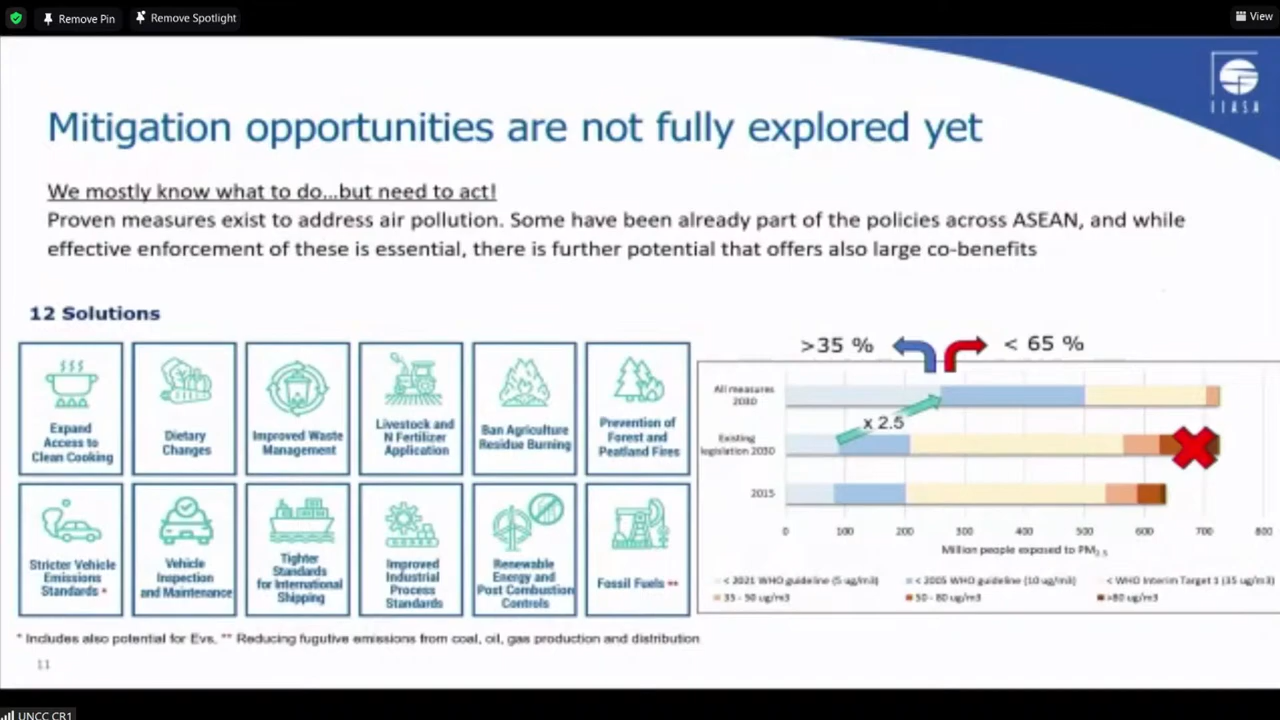 Remove Pin
Remove Spotlight
View
IIASA
Mitigation opportunities are not fully explored yet
We mostly know what to do...but need to act!
Proven measures exist to address air pollution. Some have been already part of the policies across ASEAN, and while
effective enforcement of these is essential, there is further potential that offers also large co-benefits
12 Solutions
Expand
Access to
Clean Cooking
Dietary
Changes
Improved Waste
Management
Livestock and
N Fertilizer
Application
Ban Agriculture
Residue Burning
Prevention of
Forest and
Peatland Fires
Stricter Vehicle
Emissions
Standards *
Vehicle
Inspection
and Maintenance
Tighter
Standards
for International
Shipping
Improved
Industrial
Process
Standards
Renewable
Energy and
Post Combustion
Controls
Fossil Fuels **
>35 %
< 65 %
All measures
2030
x 2.5
Existing
legislation 2030
2015
0 100 200 300 400 500 600 700 800
Million people exposed to PM2.5
< 2021 WHO guideline (5 ug/m3) < 2005 WHO guideline (10 ug/m3) < WHO Interim Target 1 (35 ug/m3)
35 - 50 ug/m3 50 - 80 ug/m3 >80 ug/m3
* Includes also potential for Evs. ** Reducing fugutive emissions from coal, oil, gas production and distribution
11
UNCC CR1